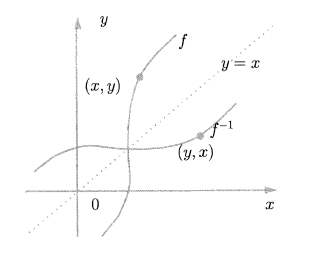 y
f
y = x
(x, y)
f⁻¹
(y, x)
0
x